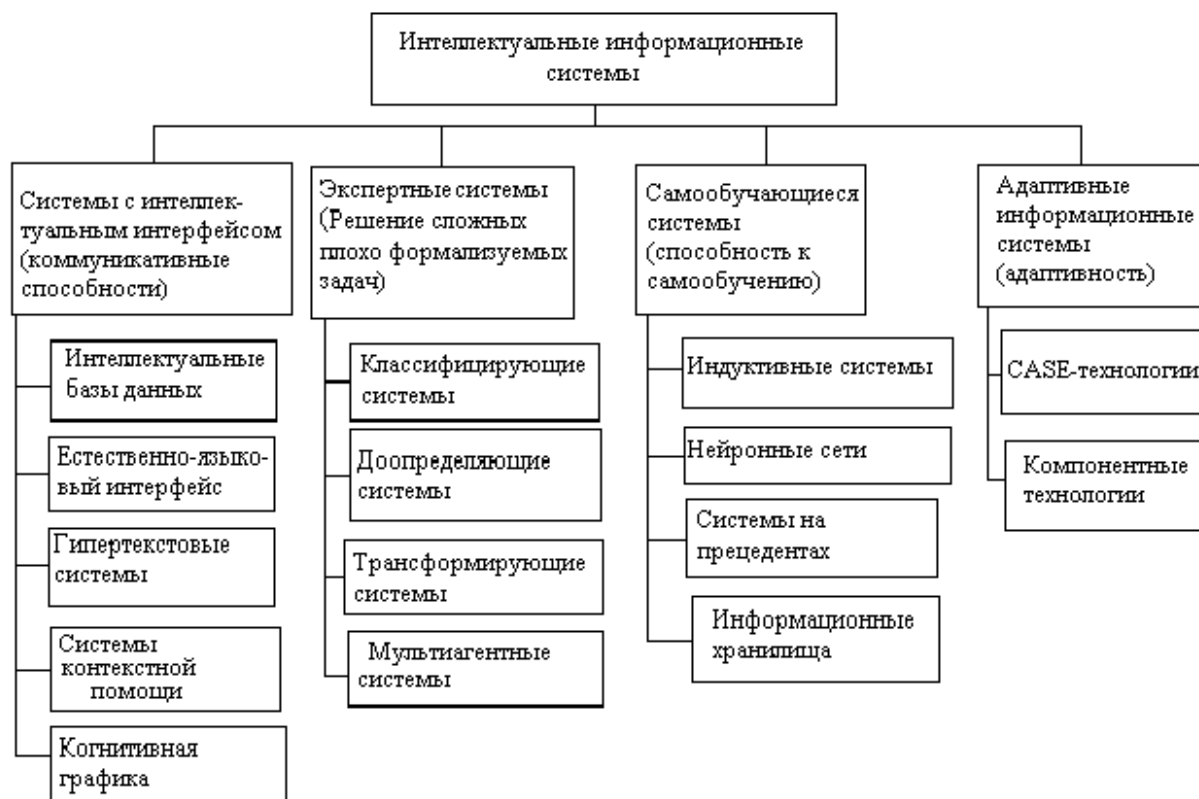 Интеллектуальные информационные
системы
Системы с интеллек-
туальным интерфейсом
(коммуникативные
способности)
Интеллектуальные
базы данных
Естественно-языко-
вый интерфейс
Гипертекстовые
системы
Системы
контекстной
помощи
Когнитивная
графика
Экспертные системы
(Решение сложных
плохо формализуемых
задач)
Классифицирующие
системы
Доопределяющие
системы
Трансформирующие
системы
Мультиагентные
системы
Самообучающиеся
системы
(способность к
самообучению)
Индуктивные системы
Нейронные сети
Системы на
прецедентах
Информационные
хранилища
Адаптивные
информационные
системы
(адаптивность)
CASE-технологии
Компонентные
технологии